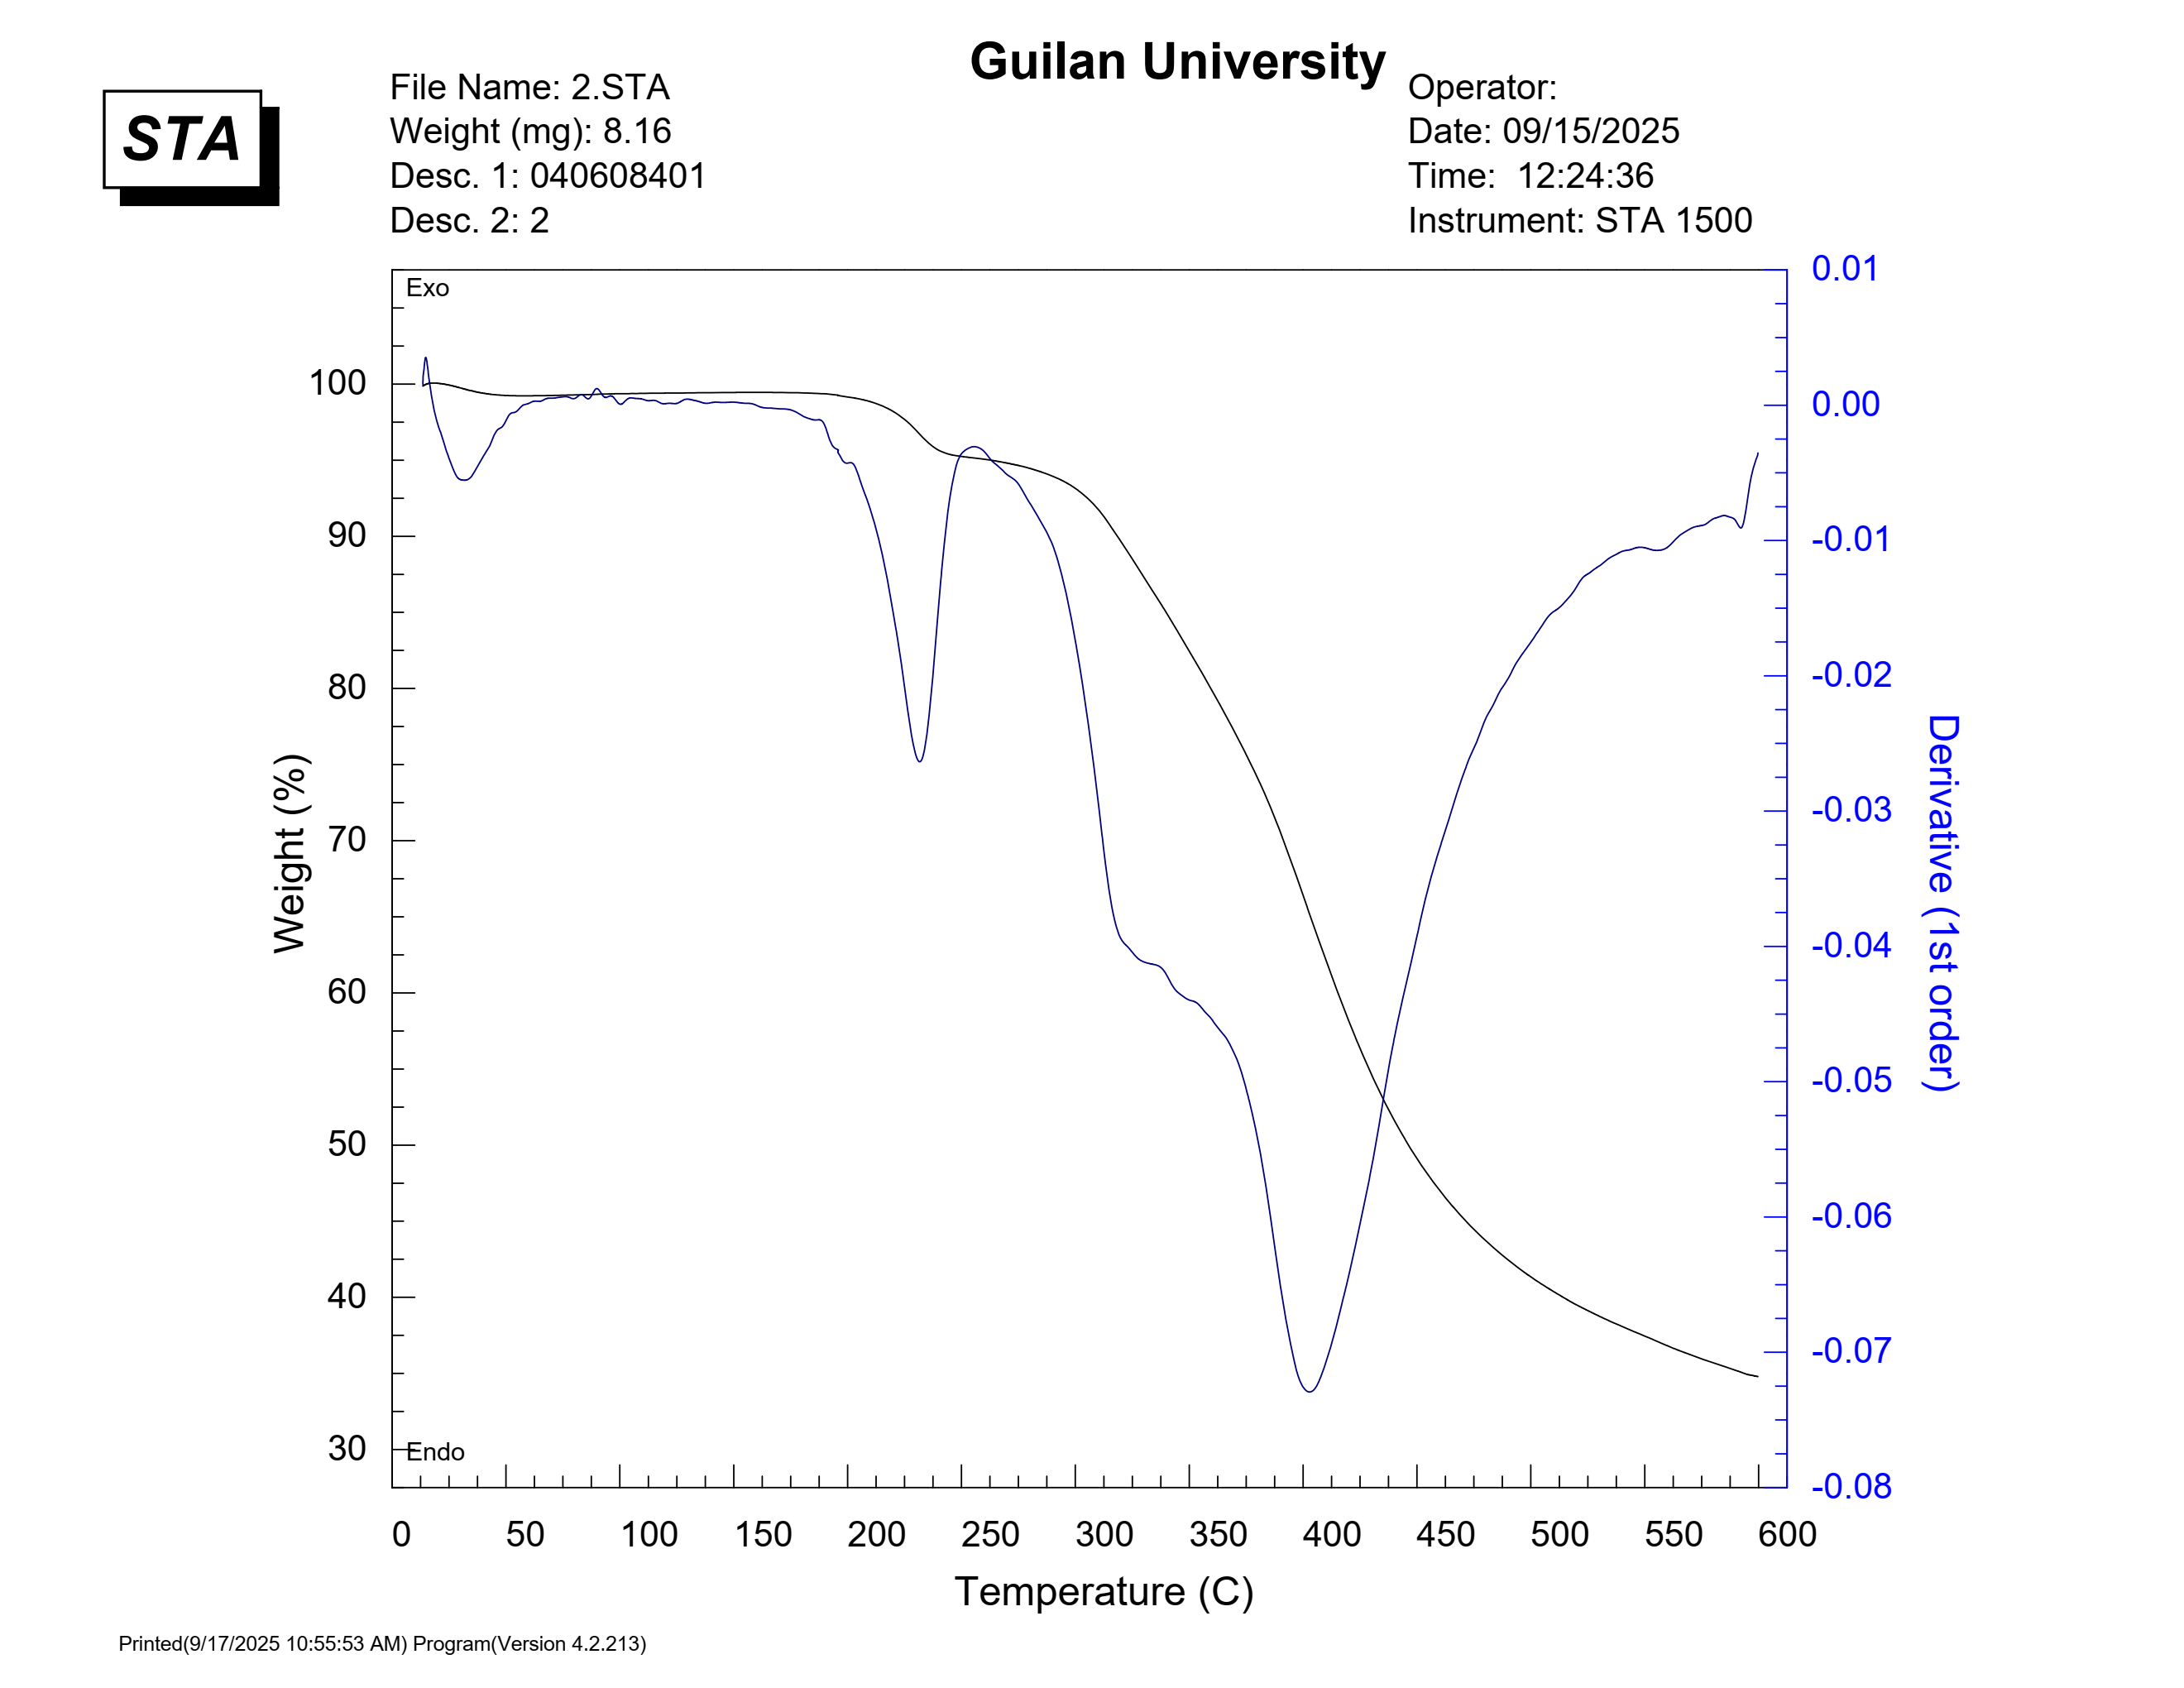 Guilan University
STA
File Name: 2.STA
Weight (mg): 8.16
Desc. 1: 040608401
Desc. 2: 2
Operator:
Date: 09/15/2025
Time: 12:24:36
Instrument: STA 1500
Exo
Endo
Weight (%)
100
90
80
70
60
50
40
30
0.01
0.00
-0.01
-0.02
-0.03
-0.04
-0.05
-0.06
-0.07
-0.08
Derivative (1st order)
0 50 100 150 200 250 300 350 400 450 500 550 600
Temperature (C)
Printed(9/17/2025 10:55:53 AM) Program(Version 4.2.213)